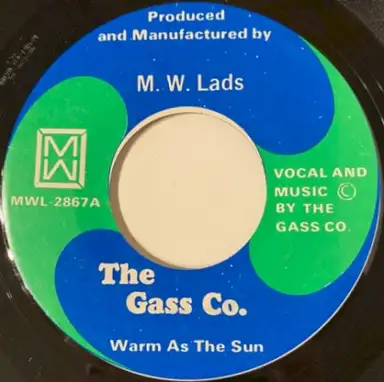 Produced
and Manufactured by
M. W. Lads
MW
MWL-2867A
VOCAL AND
MUSIC ©
BY THE
GASS CO.
The
Gass Co.
Warm As The Sun